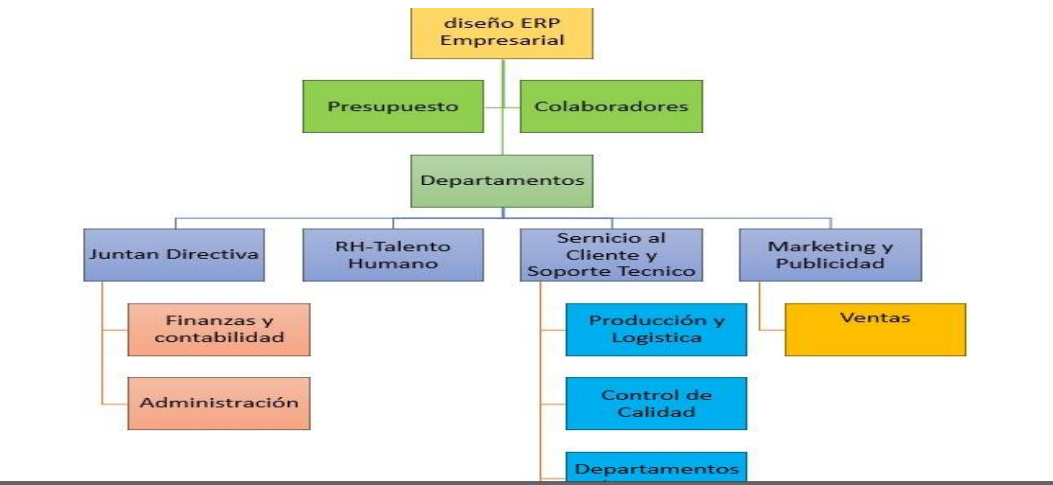 diseño ERP
Empresarial
Presupuesto
Colaboradores
Departamentos
Juntan Directiva
RH-Talento
Humano
Sernicio al
Cliente y
Soporte Tecnico
Marketing y
Publicidad
Finanzas y
contabilidad
Producción y
Logistica
Ventas
Administración
Control de
Calidad
Departamentos